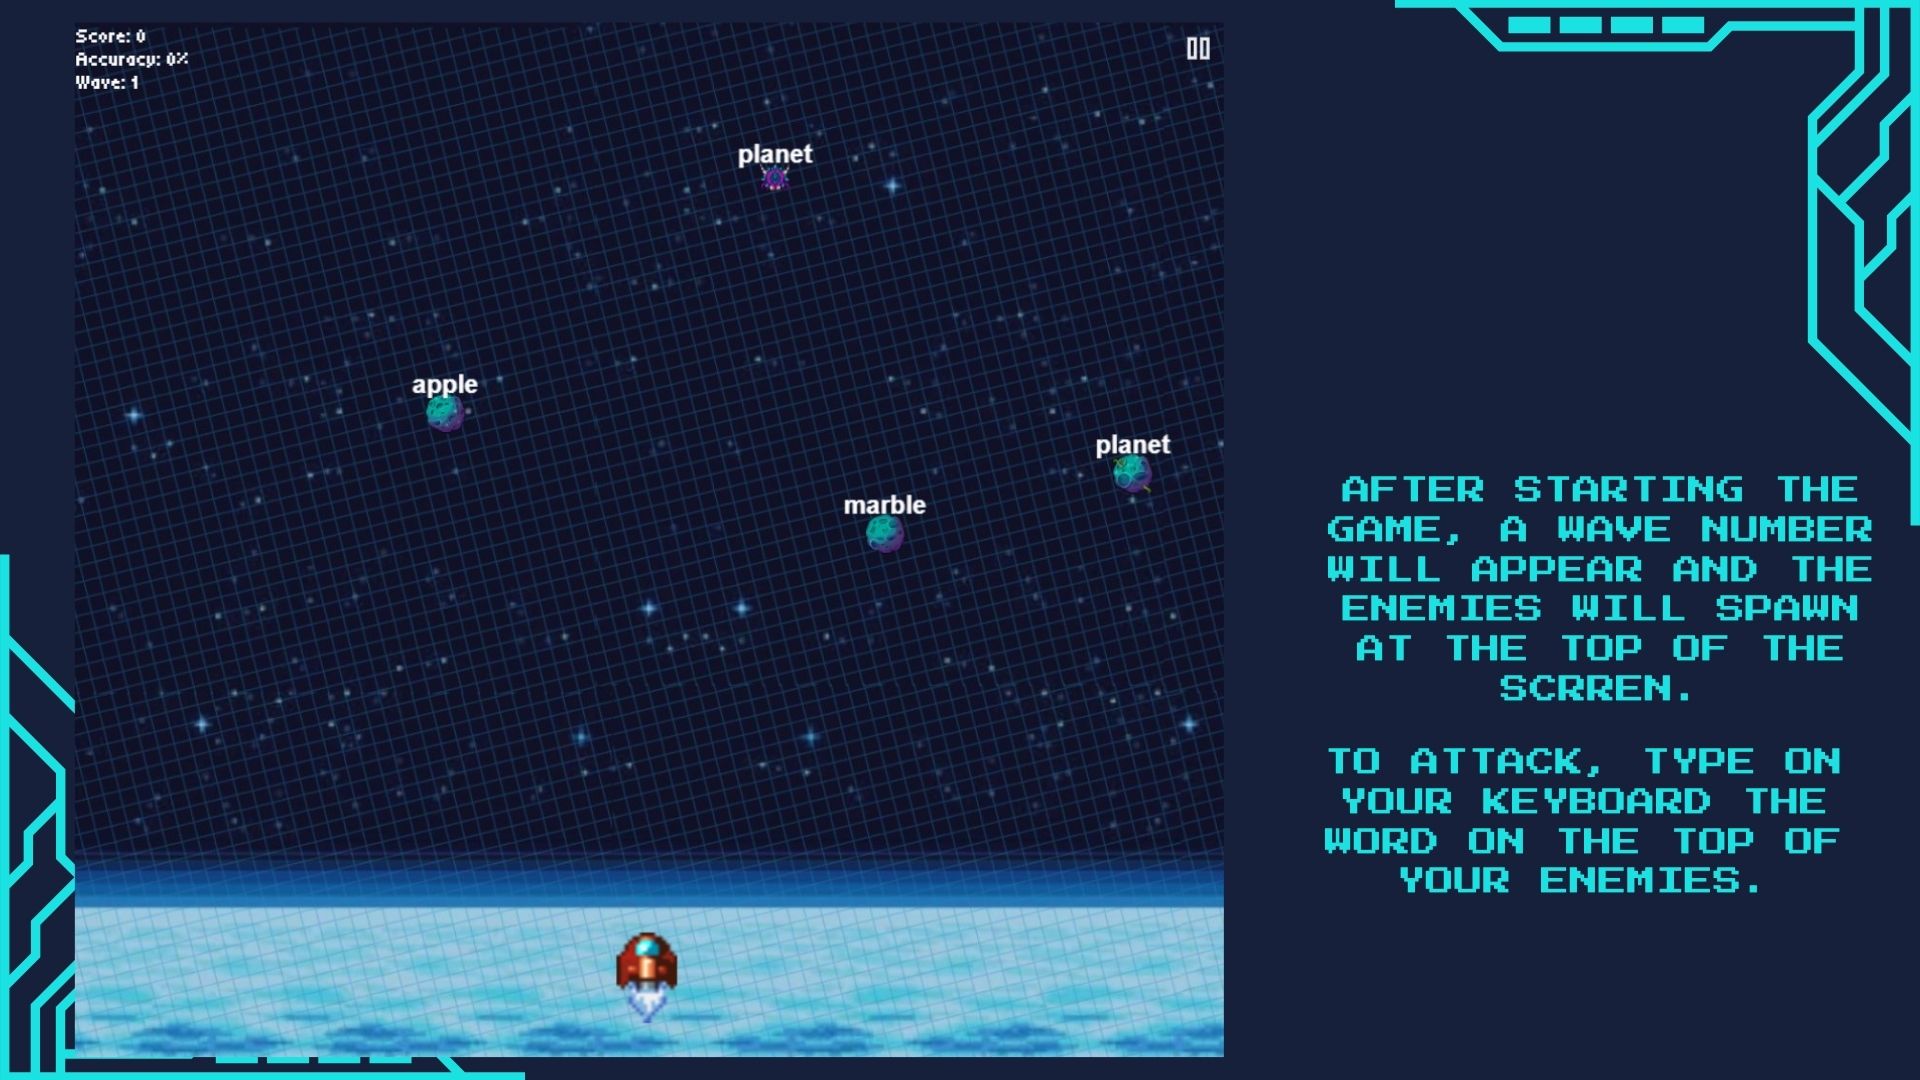 Score: 0
Accuracy: 0%
Wave: 1
planet
apple
planet
marble
AFTER STARTING THE
GAME, A WAVE NUMBER
WILL APPEAR AND THE
ENEMIES WILL SPAWN
AT THE TOP OF THE
SCRREN.
TO ATTACK, TYPE ON
YOUR KEYBOARD THE
WORD ON THE TOP OF
YOUR ENEMIES.